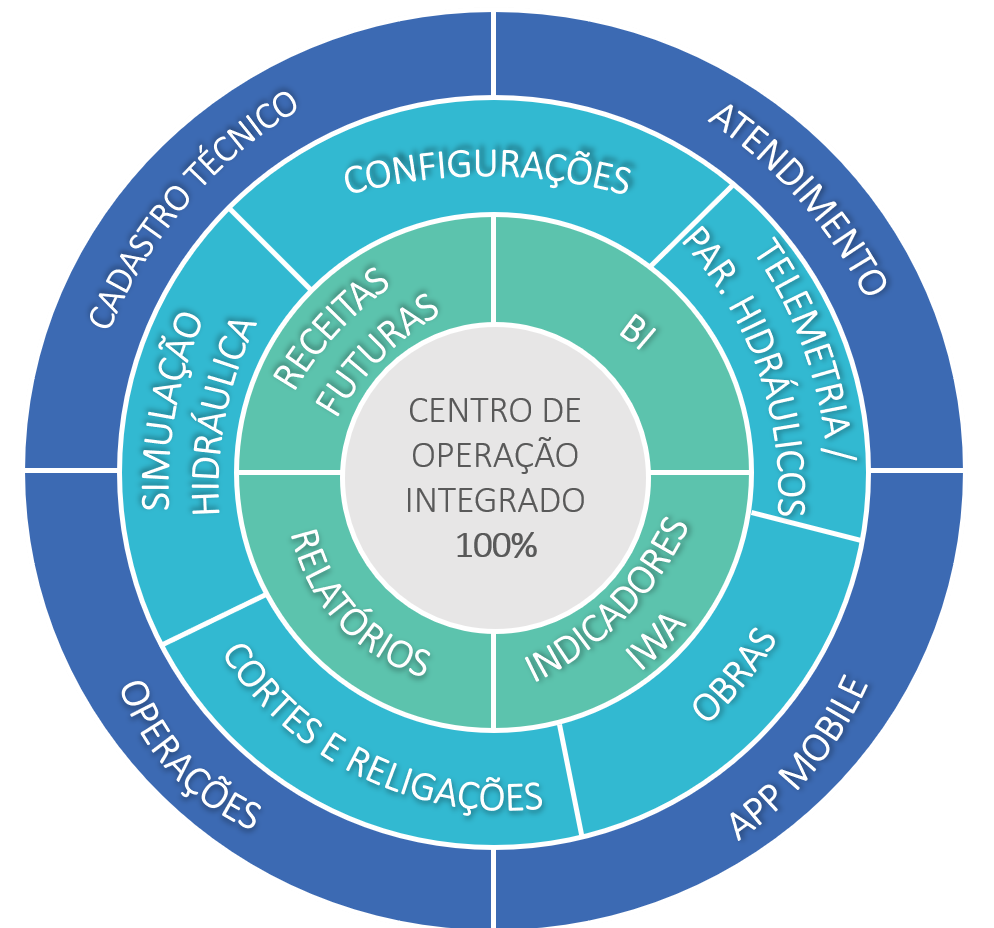 CADASTRO TÉCNICO
ATENDIMENTO
CONFIGURAÇÕES
TELEMETRIA /
PAR. HIDRÁULICOS
SIMULAÇÃO
HIDRÁULICA
RECEITAS
FUTURAS
BI
CENTRO DE
OPERAÇÃO
INTEGRADO
100%
RELATÓRIOS
INDICADORES
IWA
CORTES E RELIGAÇÕES
OBRAS
OPERAÇÕES
APP MOBILE